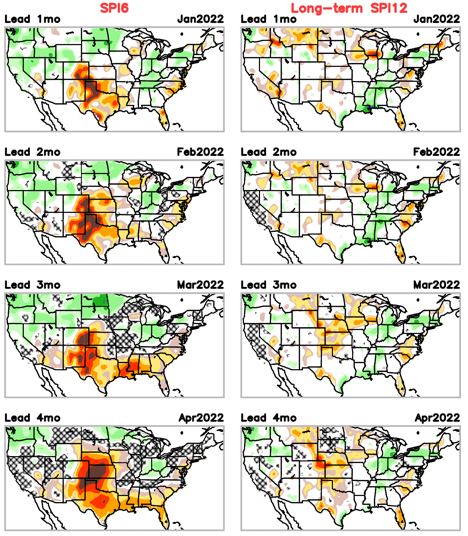 SPI6 Long-term SPI12
Lead 1mo Jan2022 Lead 1mo Jan2022
Lead 2mo Feb2022 Lead 2mo Feb2022
Lead 3mo Mar2022 Lead 3mo Mar2022
Lead 4mo Apr2022 Lead 4mo Apr2022